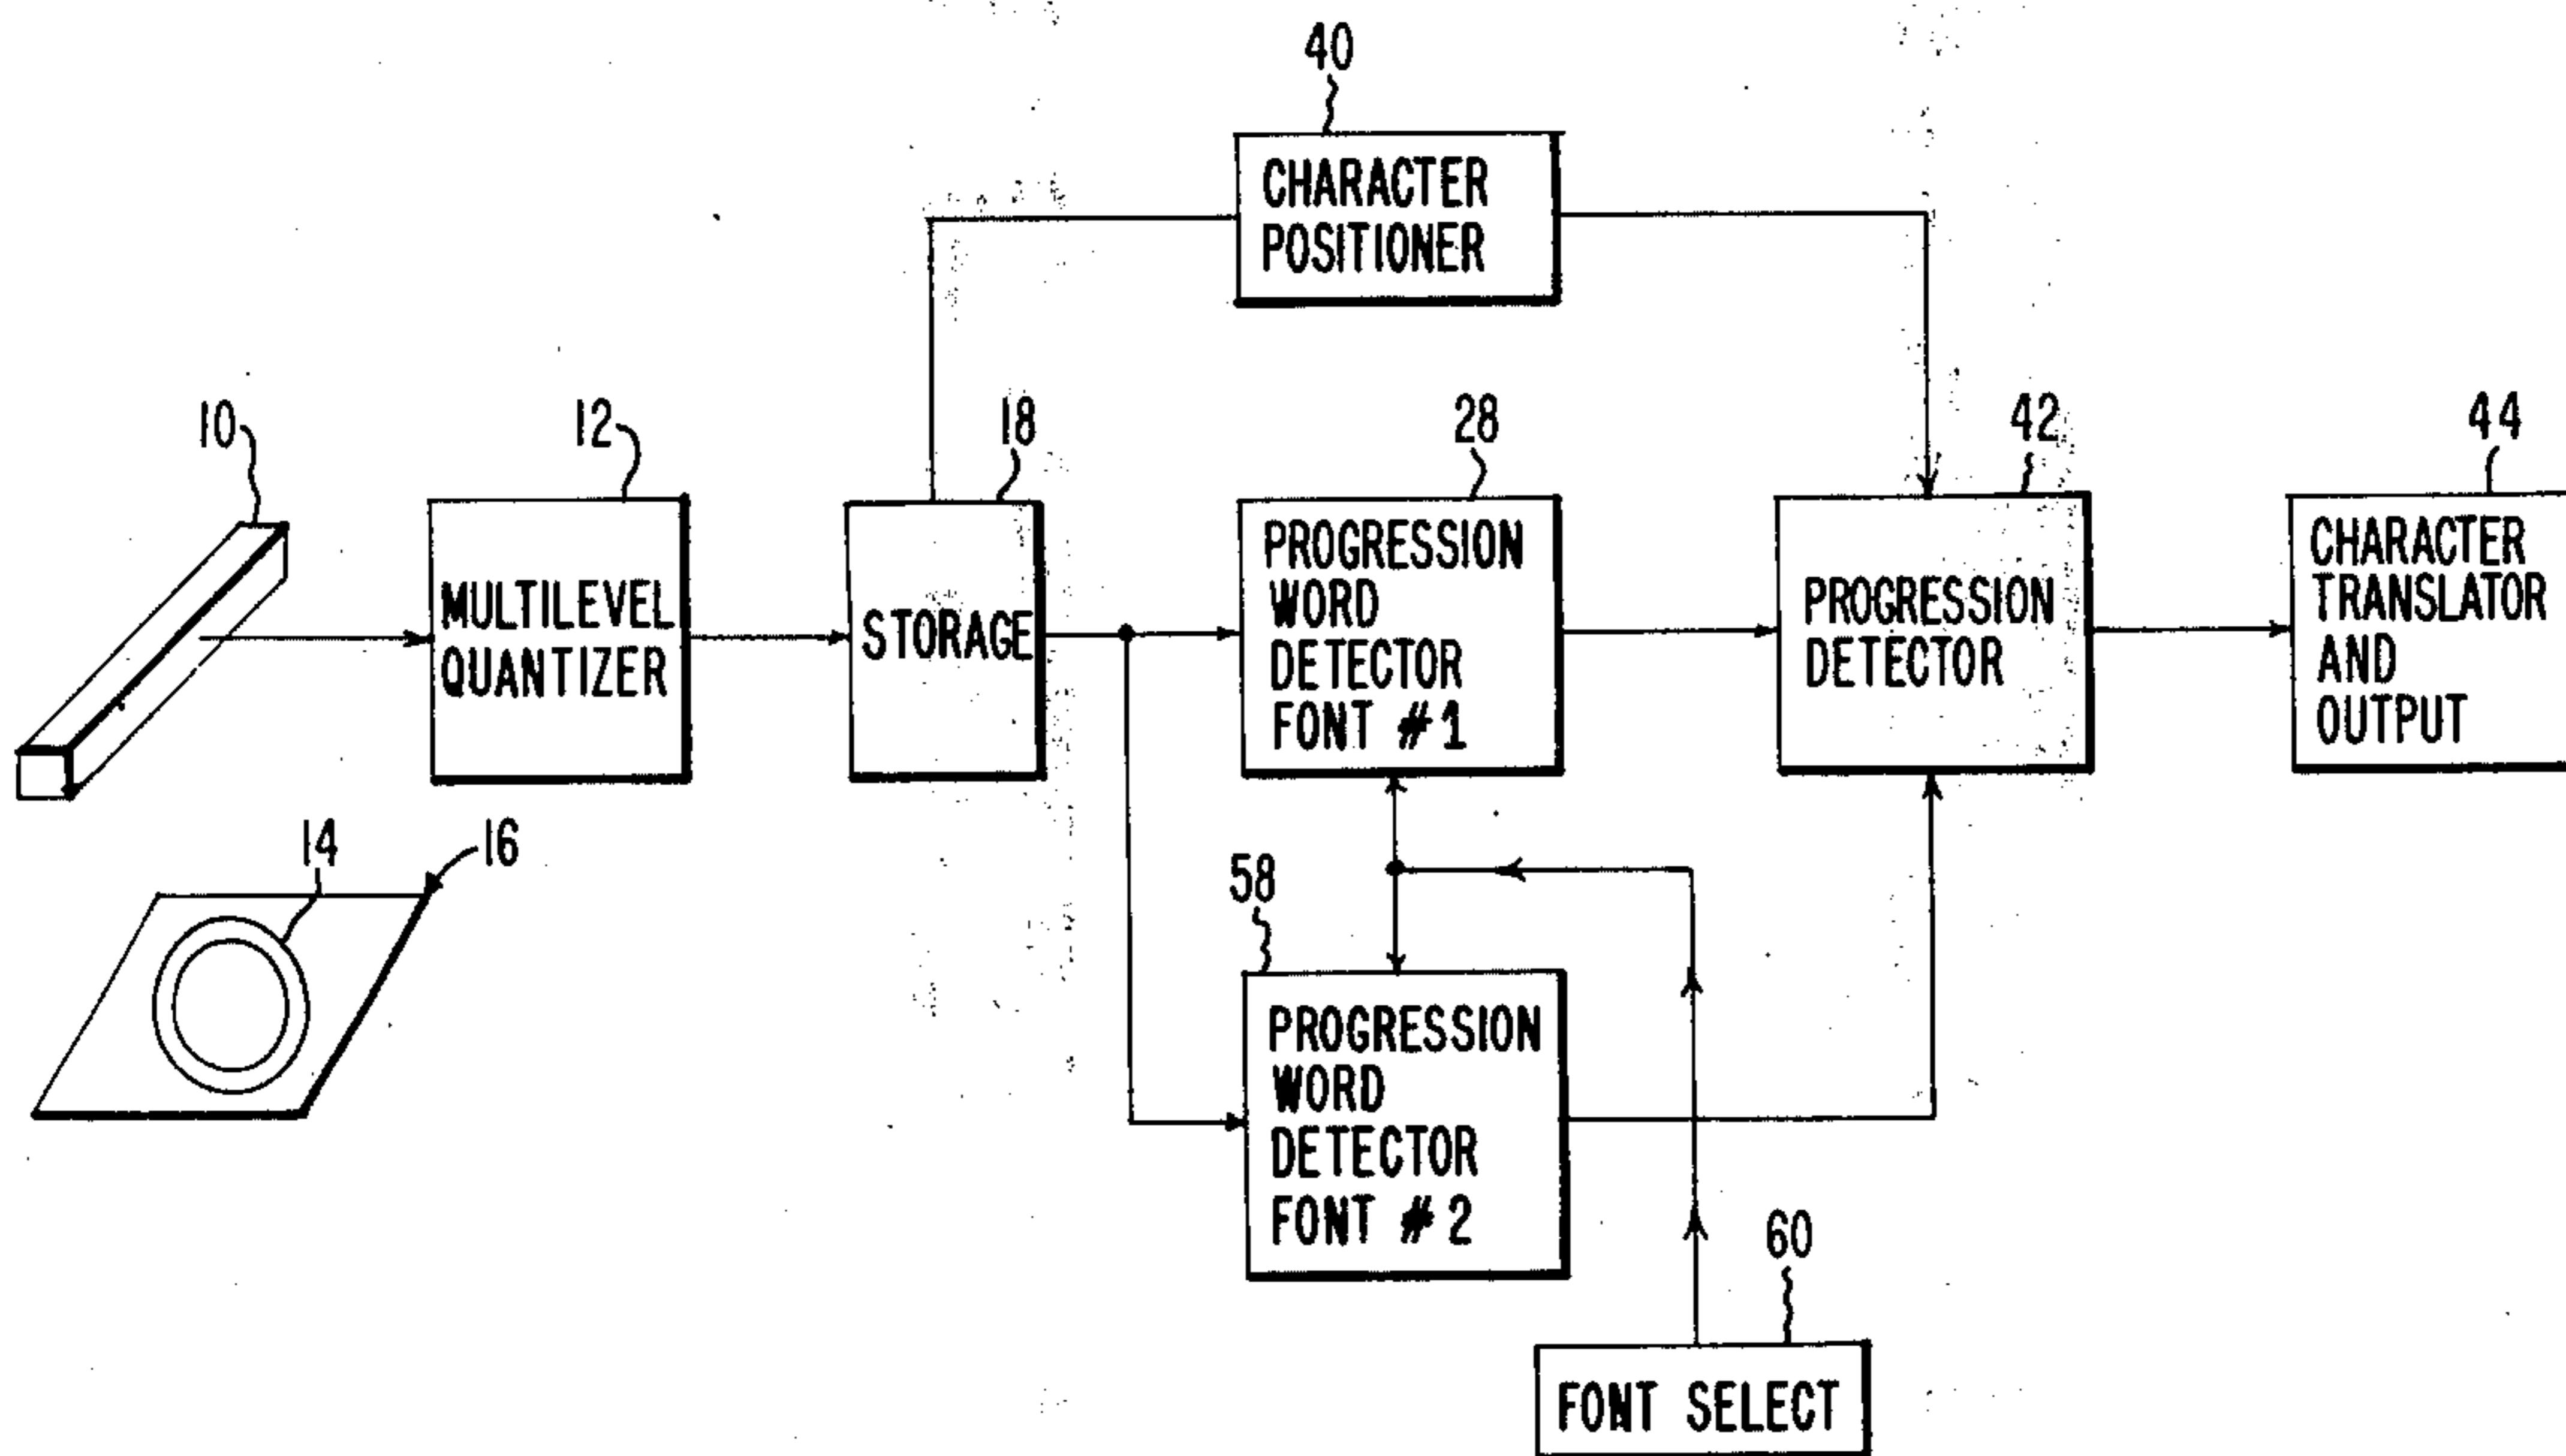 40
CHARACTER
POSITIONER
10
12
18
28
42
44
MULTILEVEL
QUANTIZER
STORAGE
PROGRESSION
WORD
DETECTOR
FONT #1
PROGRESSION
DETECTOR
CHARACTER
TRANSLATOR
AND
OUTPUT
14
16
58
PROGRESSION
WORD
DETECTOR
FONT #2
60
FONT SELECT